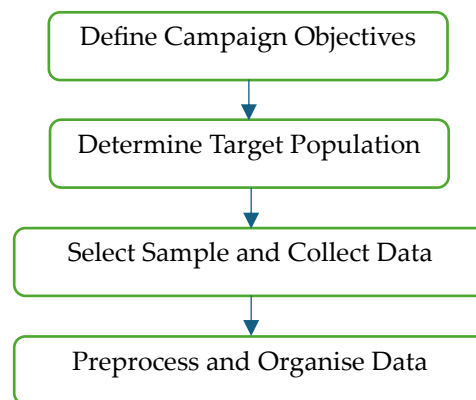 Define Campaign Objectives
Determine Target Population
Select Sample and Collect Data
Preprocess and Organise Data